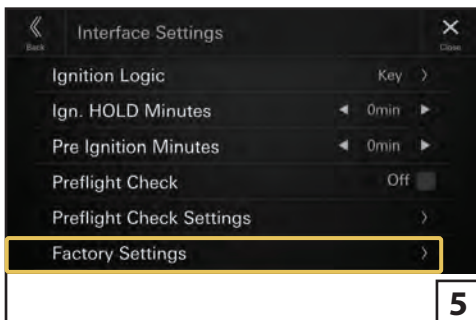 Interface Settings
Back
Close
Ignition Logic Key
Ign. HOLD Minutes 0min
Pre Ignition Minutes 0min
Preflight Check Off
Preflight Check Settings
Factory Settings
5